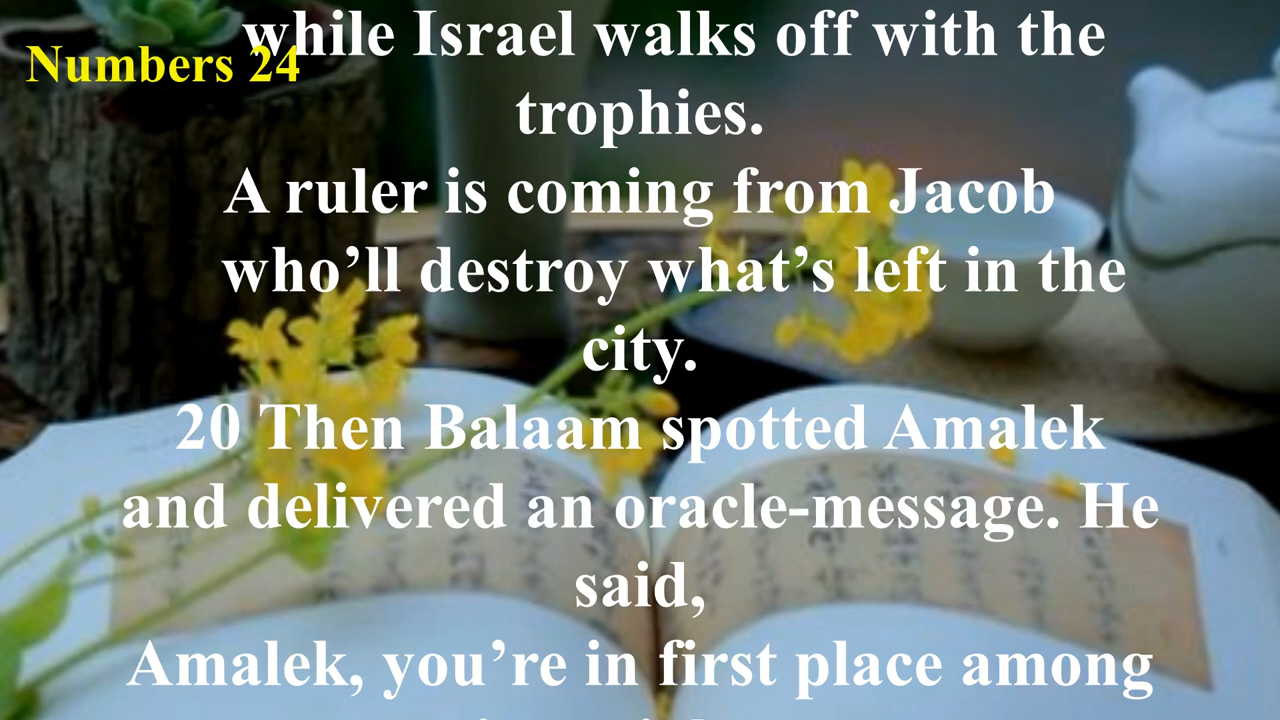 while Israel walks off with the
Numbers 24
trophies.
A ruler is coming from Jacob
who’ll destroy what’s left in the
city.
20 Then Balaam spotted Amalek
and delivered an oracle-message. He
said,
Amalek, you’re in first place among